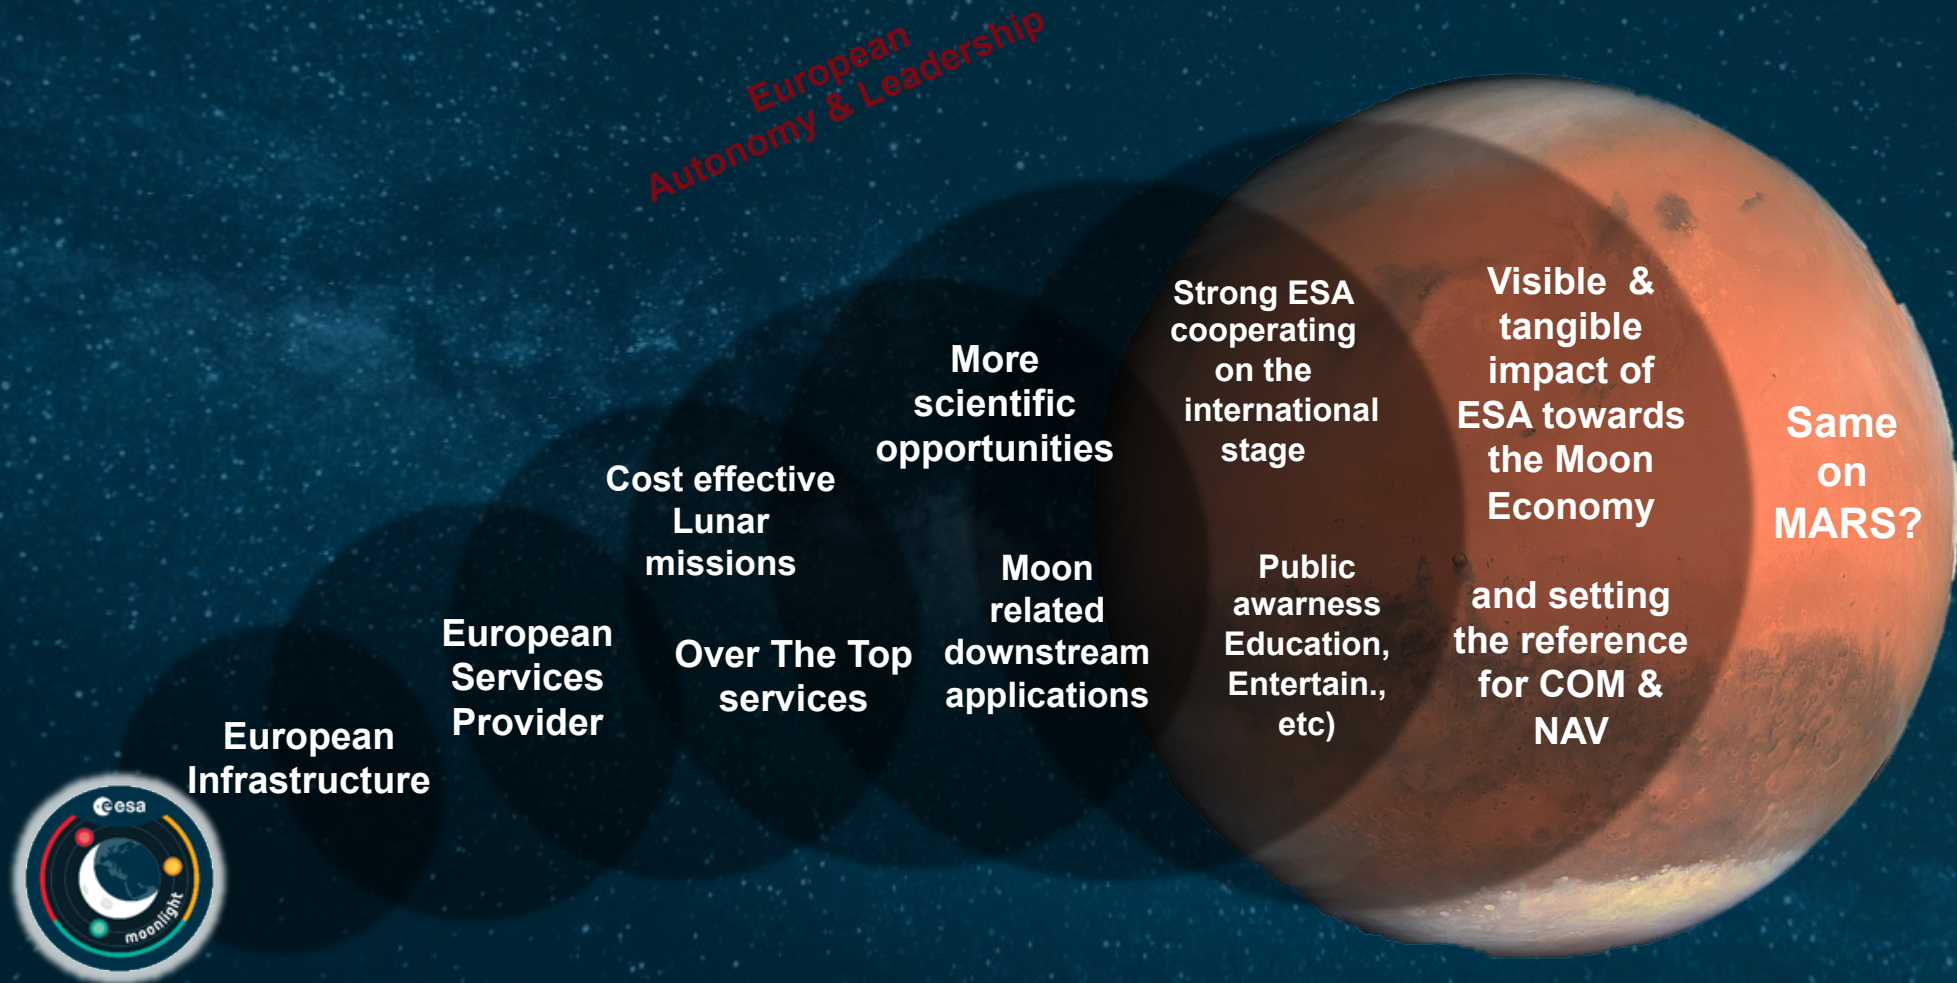 European
Autonomy & Leadership
European
Infrastructure
European
Services
Provider
Cost effective
Lunar
missions
Over The Top
services
More
scientific
opportunities
Moon
related
downstream
applications
Strong ESA
cooperating
on the
international
stage
Public
awarness
Education,
Entertain.,
etc)
Visible & 
tangible
impact of
ESA towards
the Moon
Economy
and setting
the reference
for COM &
NAV
Same
on
MARS?
esa
moonlight